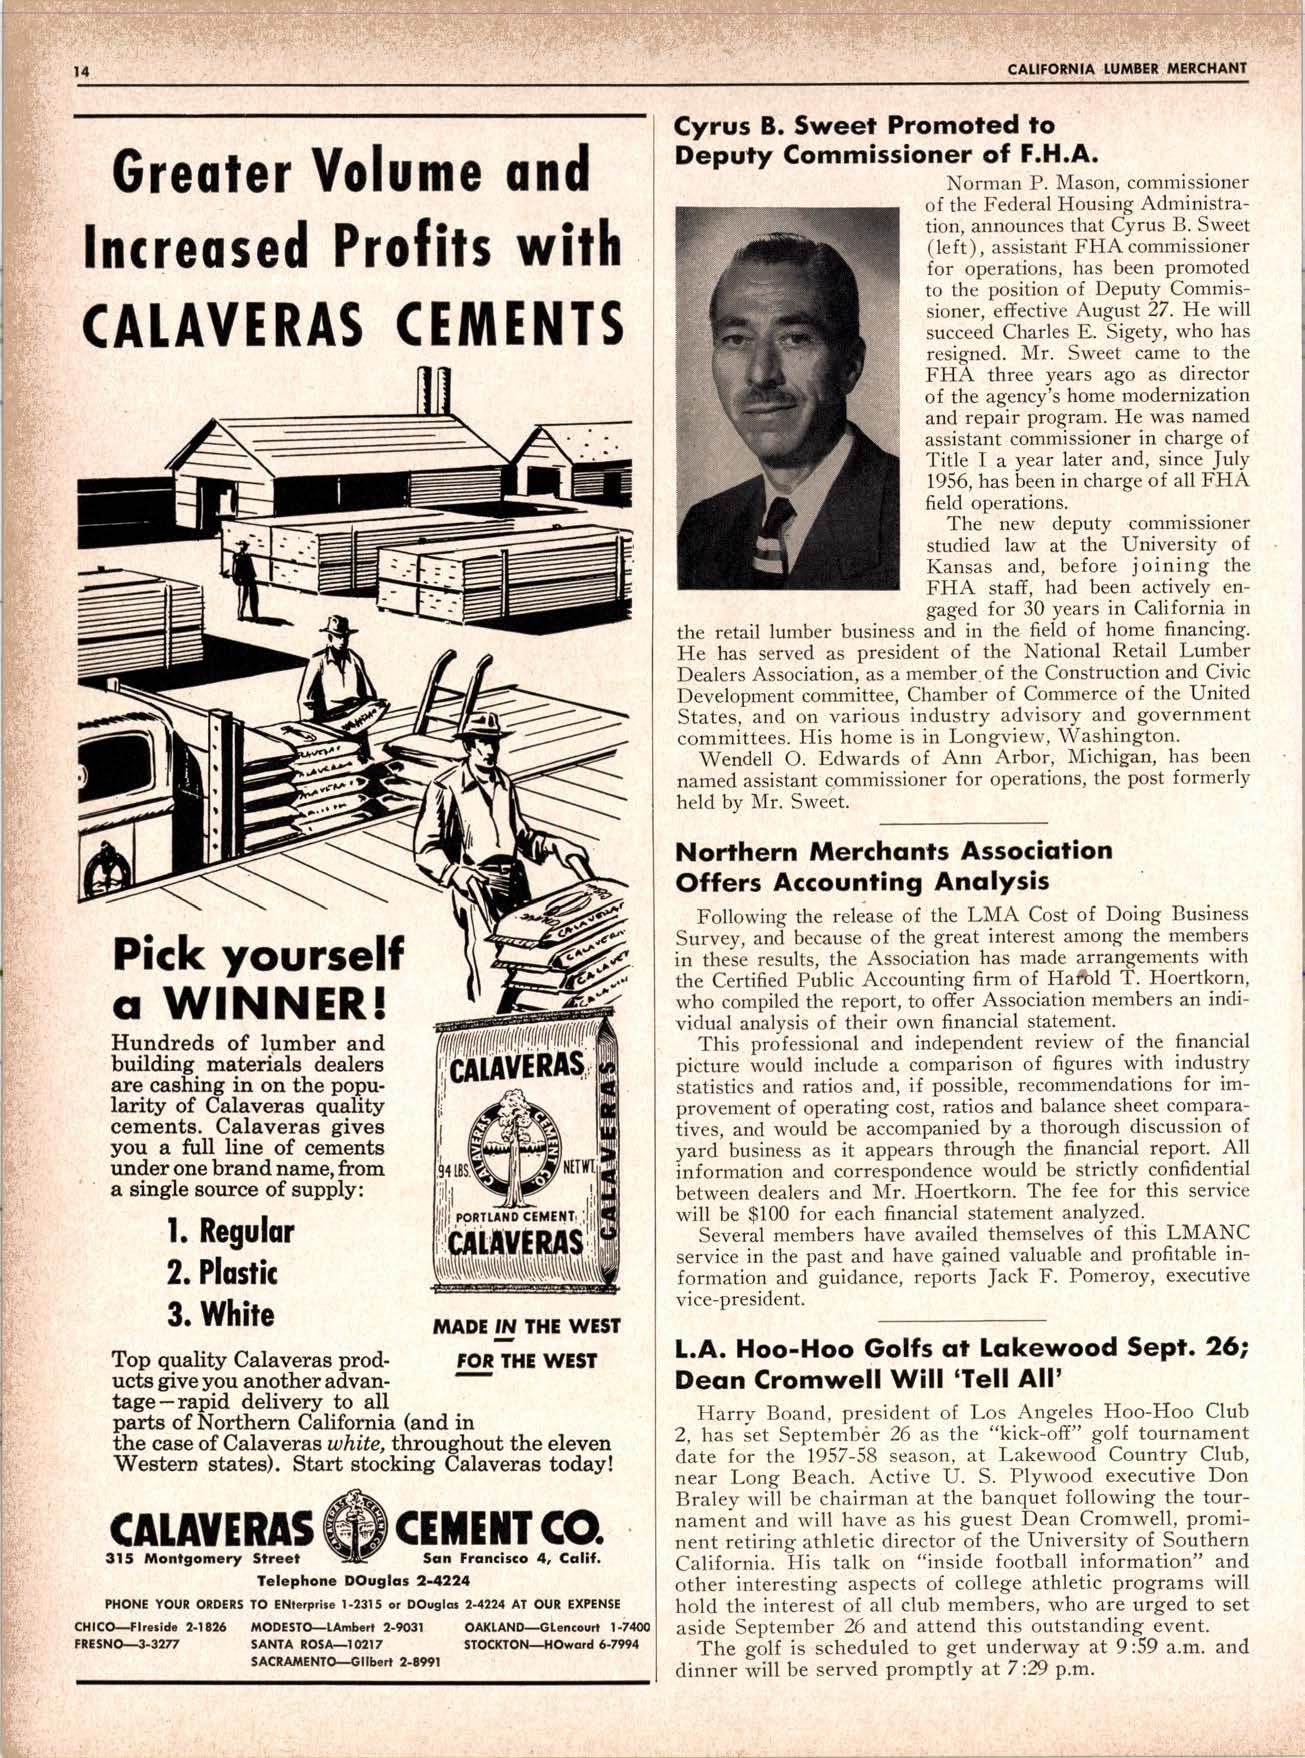 14
CALIFORNIA LUMBER MERCHANT
Greater Volume and
Increased Profits with
CALAVERAS CEMENTS
Pick yourself
a WINNER!
Hundreds of lumber and
building materials dealers
are cashing in on the popu-
larity of Calaveras quality
cements. Calaveras gives
you a full line of cements
under one brand name, from
a single source of supply:
1. Regular
2. Plastic
3. White
CALAVERAS
CALAVERAS CEMENT CO.
94 LBS. NET WT.
PORTLAND CEMENT
CALAVERAS
CALAVERAS
MADE IN THE WEST
FOR THE WEST
Top quality Calaveras prod-
ucts give you another advan-
tage—rapid delivery to all
parts of Northern California (and in
the case of Calaveras white, throughout the eleven
Western states). Start stocking Calaveras today!
CALAVERAS CEMENT CO.
315 Montgomery Street San Francisco 4, Calif.
Telephone DOuglas 2-4224
PHONE YOUR ORDERS TO ENterprise 1-2315 or DOuglas 2-4224 AT OUR EXPENSE
CHICO—FIreside 2-1826 MODESTO—LAmbert 2-9031 OAKLAND—GLencourt 1-7400
FRESNO—3-3277 SANTA ROSA—10217 STOCKTON—HOward 6-7994
SACRAMENTO—GIlbert 2-8991
Cyrus B. Sweet Promoted to
Deputy Commissioner of F.H.A.
Norman P. Mason, commissioner
of the Federal Housing Administra-
tion, announces that Cyrus B. Sweet
(left), assistant FHA commissioner
for operations, has been promoted
to the position of Deputy Commis-
sioner, effective August 27. He will
succeed Charles E. Sigety, who has
resigned. Mr. Sweet came to the
FHA three years ago as director
of the agency's home modernization
and repair program. He was named
assistant commissioner in charge of
Title I a year later and, since July
1956, has been in charge of all FHA
field operations.
The new deputy commissioner
studied law at the University of
Kansas and, before joining the
FHA staff, had been actively en-
gaged for 30 years in California in
the retail lumber business and in the field of home financing.
He has served as president of the National Retail Lumber
Dealers Association, as a member of the Construction and Civic
Development committee, Chamber of Commerce of the United
States, and on various industry advisory and government
committees. His home is in Longview, Washington.
Wendell O. Edwards of Ann Arbor, Michigan, has been
named assistant commissioner for operations, the post formerly
held by Mr. Sweet.
Northern Merchants Association
Offers Accounting Analysis
Following the release of the LMA Cost of Doing Business
Survey, and because of the great interest among the members
in these results, the Association has made arrangements with
the Certified Public Accounting firm of Harold T. Hoertkorn,
who compiled the report, to offer Association members an indi-
vidual analysis of their own financial statement.
This professional and independent review of the financial
picture would include a comparison of figures with industry
statistics and ratios and, if possible, recommendations for im-
provement of operating cost, ratios and balance sheet compara-
tives, and would be accompanied by a thorough discussion of
yard business as it appears through the financial report. All
information and correspondence would be strictly confidential
between dealers and Mr. Hoertkorn. The fee for this service
will be $100 for each financial statement analyzed.
Several members have availed themselves of this LMANC
service in the past and have gained valuable and profitable in-
formation and guidance, reports Jack F. Pomeroy, executive
vice-president.
L.A. Hoo-Hoo Golfs at Lakewood Sept. 26;
Dean Cromwell Will 'Tell All'
Harry Boand, president of Los Angeles Hoo-Hoo Club
2, has set September 26 as the "kick-off" golf tournament
date for the 1957-58 season, at Lakewood Country Club,
near Long Beach. Active U. S. Plywood executive Don
Braley will be chairman at the banquet following the tour-
nament and will have as his guest Dean Cromwell, promi-
nent retiring athletic director of the University of Southern
California. His talk on "inside football information" and
other interesting aspects of college athletic programs will
hold the interest of all club members, who are urged to set
aside September 26 and attend this outstanding event.
The golf is scheduled to get underway at 9:59 a.m. and
dinner will be served promptly at 7:29 p.m.